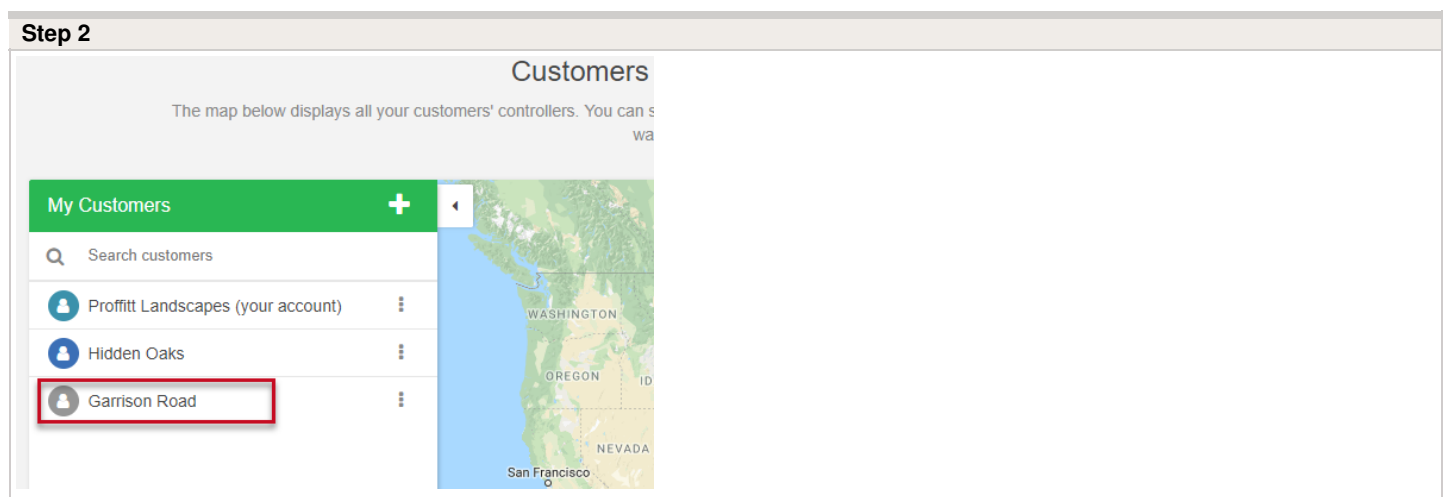 Step 2
Customers
The map below displays all your customers' controllers. You can s
wa
My Customers
Search customers
Proffitt Landscapes (your account)
Hidden Oaks
Garrison Road
WASHINGTON
OREGON
ID
NEVADA
San Francisco